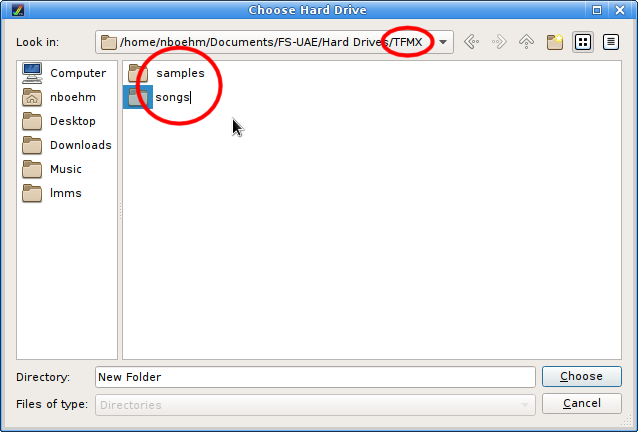 Choose Hard Drive
Look in: /home/nboehm/Documents/FS-UAE/Hard Drives/TFMX
Computer
nboehm
Desktop
Downloads
Music
lmms
samples
songs
Directory: New Folder Choose
Files of type: Directories Cancel